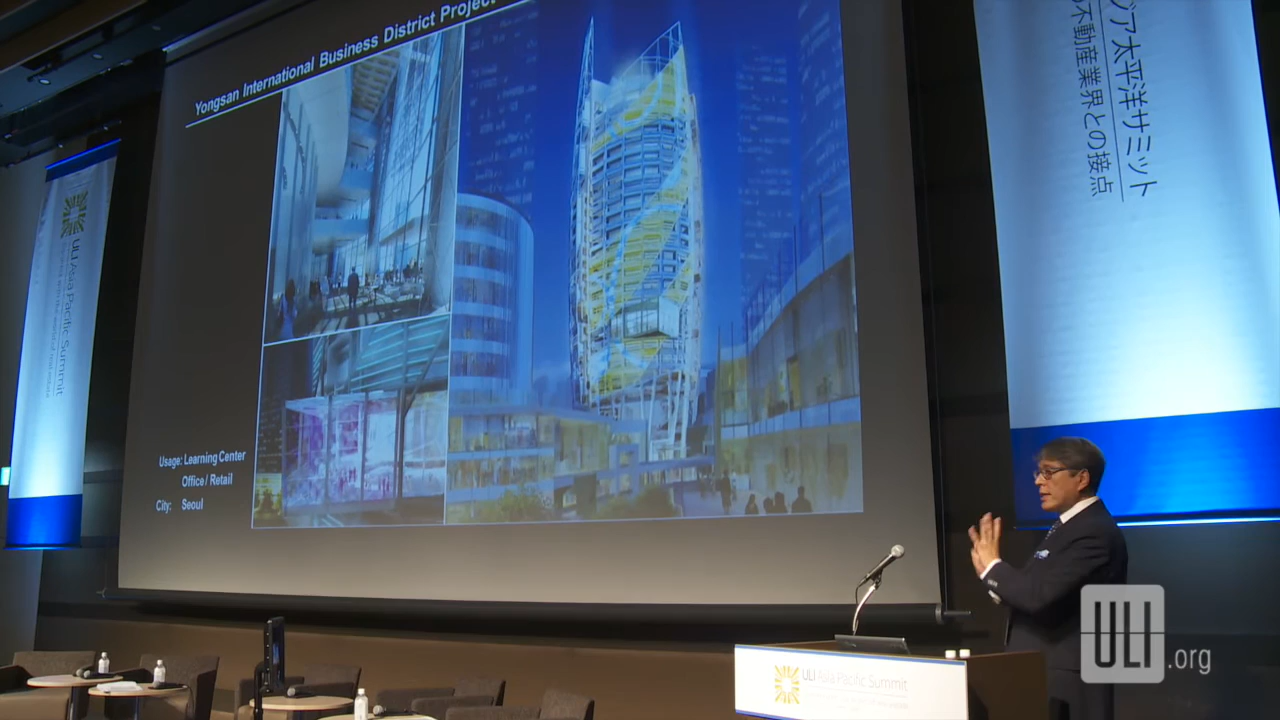 Yongsan International Business District Project
Usage: Learning Center
Office / Retail
City: Seoul
ULI Asia Pacific Summit
ジア太平洋サミット
不動産業界との接点
ULI Asia Pacific Summit
ULI.org